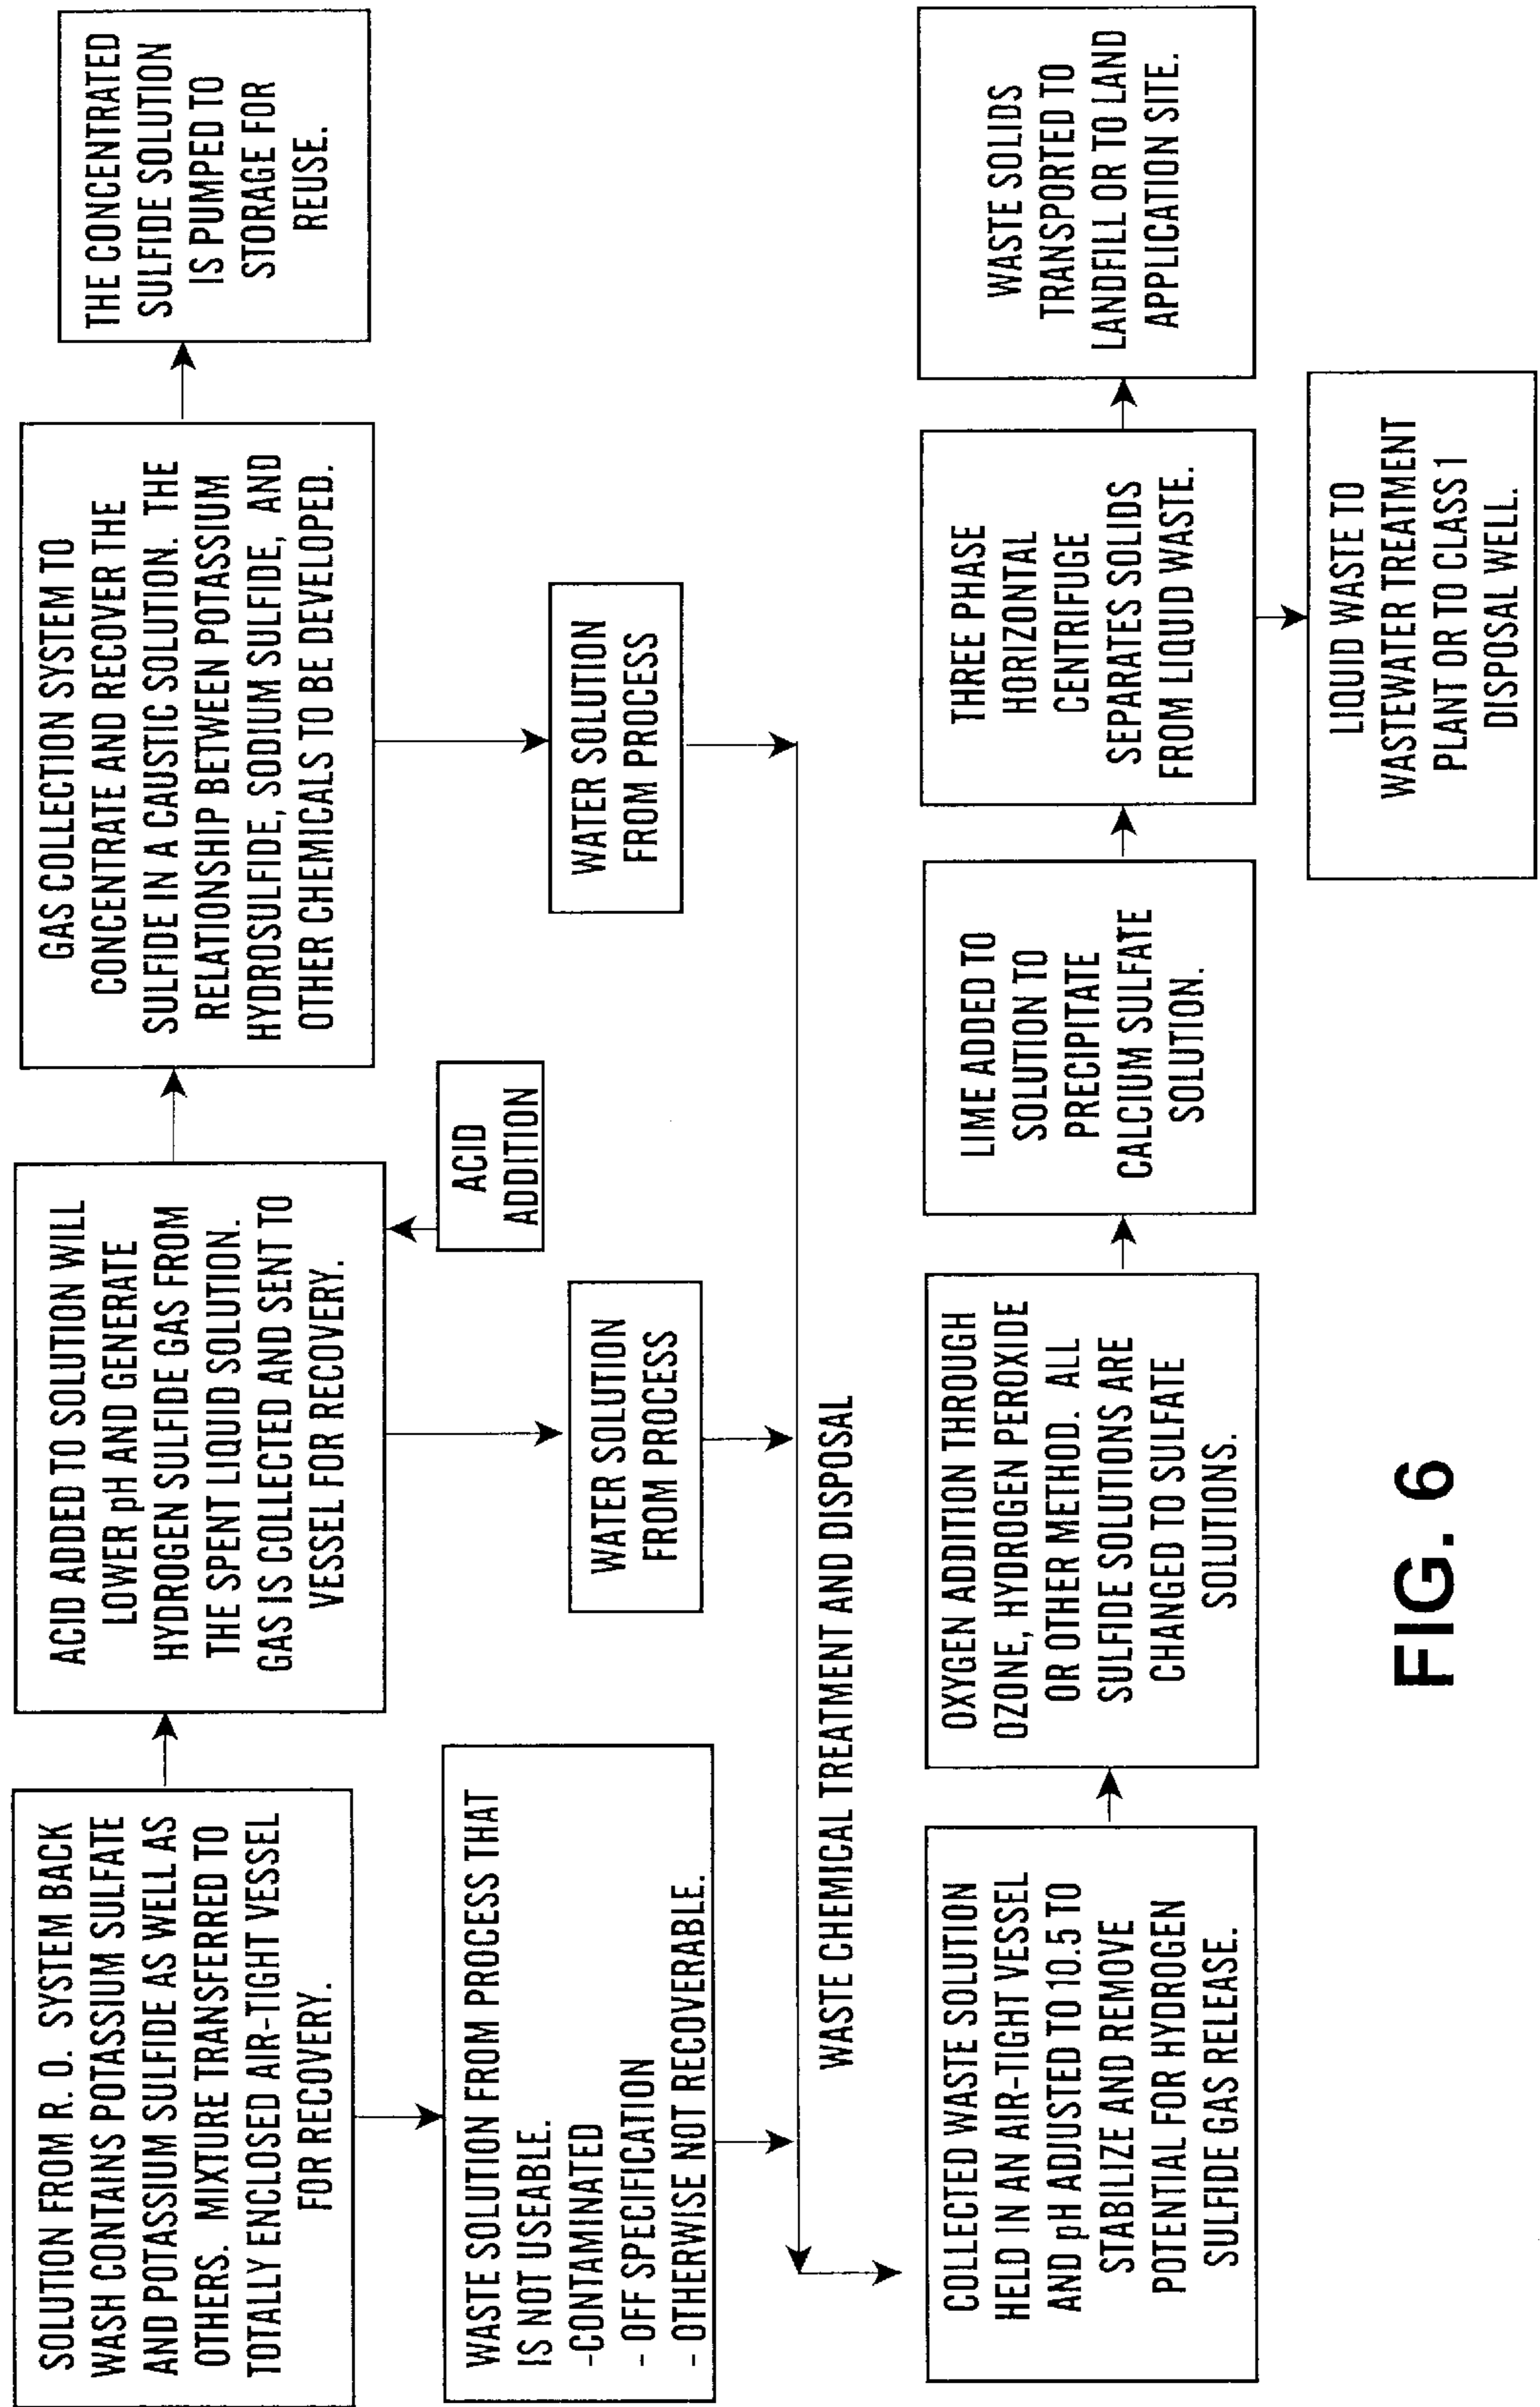 SOLUTION FROM R. O. SYSTEM BACK
WASH CONTAINS POTASSIUM SULFATE
AND POTASSIUM SULFIDE AS WELL AS
OTHERS. MIXTURE TRANSFERRED TO
TOTALLY ENCLOSED AIR-TIGHT VESSEL
FOR RECOVERY.
ACID ADDED TO SOLUTION WILL
LOWER pH AND GENERATE
HYDROGEN SULFIDE GAS FROM
THE SPENT LIQUID SOLUTION.
GAS IS COLLECTED AND SENT TO
VESSEL FOR RECOVERY.
GAS COLLECTION SYSTEM TO
CONCENTRATE AND RECOVER THE
SULFIDE IN A CAUSTIC SOLUTION. THE
RELATIONSHIP BETWEEN POTASSIUM
HYDROSULFIDE, SODIUM SULFIDE, AND
OTHER CHEMICALS TO BE DEVELOPED.
THE CONCENTRATED
SULFIDE SOLUTION
IS PUMPED TO
STORAGE FOR
REUSE.
ACID
ADDITION
WASTE SOLUTION FROM PROCESS THAT
IS NOT USEABLE.
-CONTAMINATED
- OFF SPECIFICATION
- OTHERWISE NOT RECOVERABLE.
WATER SOLUTION
FROM PROCESS
WATER SOLUTION
FROM PROCESS
WASTE CHEMICAL TREATMENT AND DISPOSAL
COLLECTED WASTE SOLUTION
HELD IN AN AIR-TIGHT VESSEL
AND pH ADJUSTED TO 10.5 TO
STABILIZE AND REMOVE
POTENTIAL FOR HYDROGEN
SULFIDE GAS RELEASE.
OXYGEN ADDITION THROUGH
OZONE, HYDROGEN PEROXIDE
OR OTHER METHOD. ALL
SULFIDE SOLUTIONS ARE
CHANGED TO SULFATE
SOLUTIONS.
LIME ADDED TO
SOLUTION TO
PRECIPITATE
CALCIUM SULFATE
SOLUTION.
THREE PHASE
HORIZONTAL
CENTRIFUGE
SEPARATES SOLIDS
FROM LIQUID WASTE.
WASTE SOLIDS
TRANSPORTED TO
LANDFILL OR TO LAND
APPLICATION SITE.
LIQUID WASTE TO
WASTEWATER TREATMENT
PLANT OR TO CLASS 1
DISPOSAL WELL.
FIG. 6